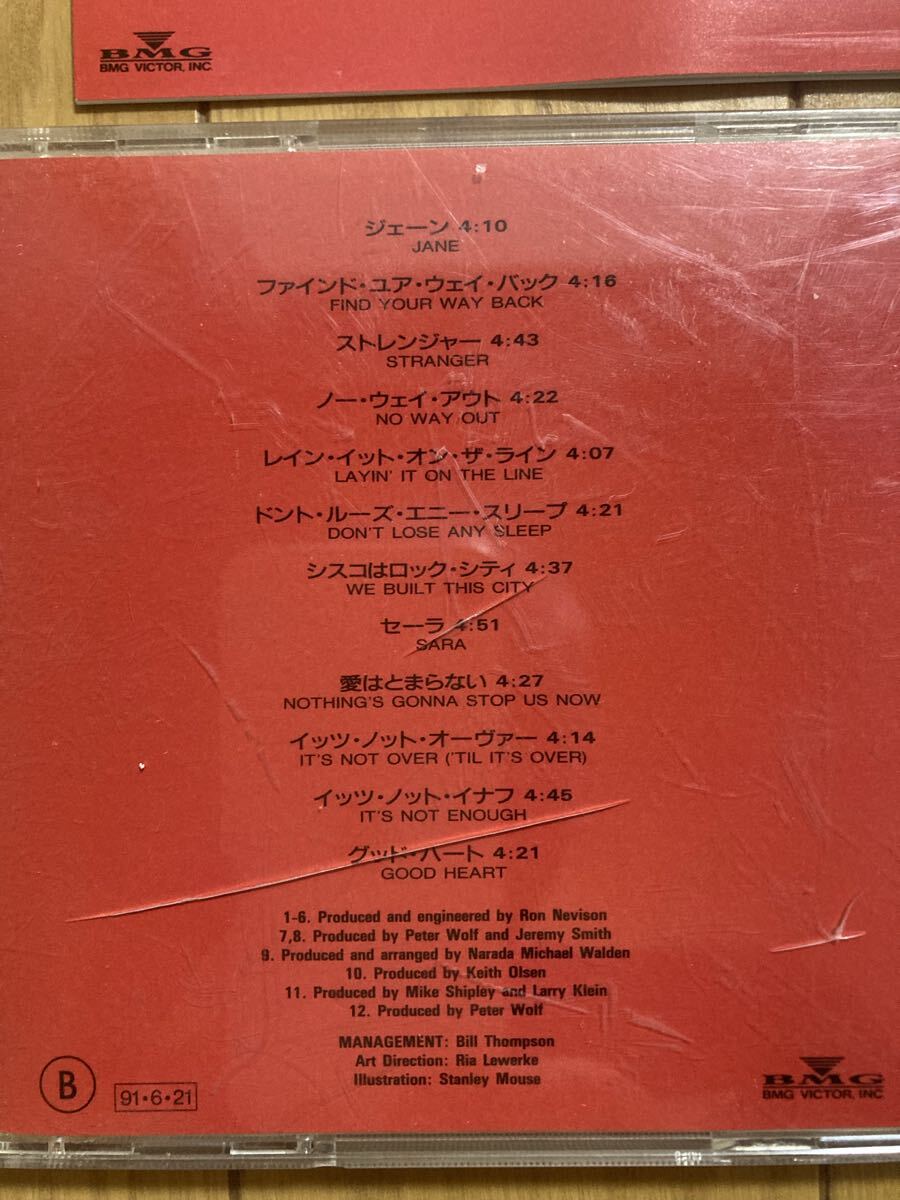 BMG
BMG VICTOR, INC.
ジェーン 4:10
JANE
ファインド・ユア・ウェイ・バック 4:16
FIND YOUR WAY BACK
ストレンジャー 4:43
STRANGER
ノー・ウェイ・アウト 4:22
NO WAY OUT
レイン・イット・オン・ザ・ライン 4:07
LAYIN' IT ON THE LINE
ドント・ルーズ・エニー・スリープ 4:21
DON'T LOSE ANY SLEEP
シスコはロック・シティ 4:37
WE BUILT THIS CITY
セーラ 4:51
SARA
愛はとまらない 4:27
NOTHING'S GONNA STOP US NOW
イッツ・ノット・オーヴァー 4:14
IT'S NOT OVER ('TIL IT'S OVER)
イッツ・ノット・イナフ 4:45
IT'S NOT ENOUGH
グッド・ハート 4:21
GOOD HEART
1-6. Produced and engineered by Ron Nevison
7,8. Produced by Peter Wolf and Jeremy Smith
9. Produced and arranged by Narada Michael Walden
10. Produced by Keith Olsen
11. Produced by Mike Shipley and Larry Klein
12. Produced by Peter Wolf
MANAGEMENT: Bill Thompson
Art Direction: Ria Lewerke
Illustration: Stanley Mouse
B
91・6・21
BMG
BMG VICTOR, INC.